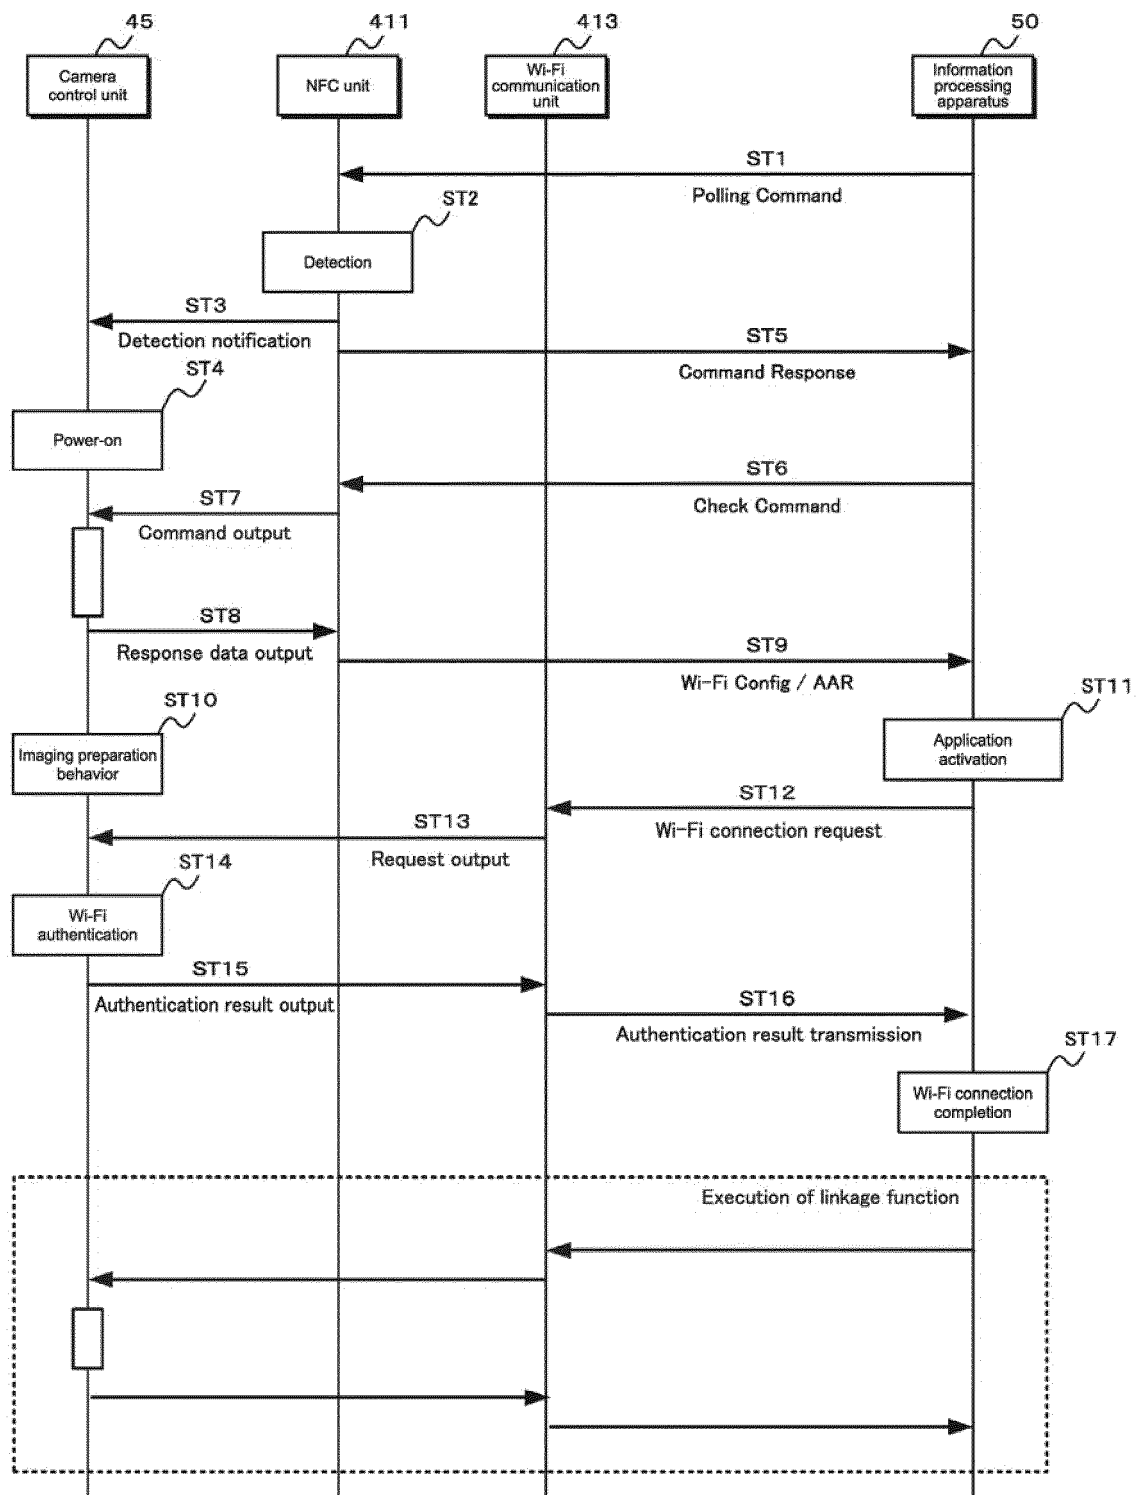 45
411
413
50
Camera
control unit
NFC unit
Wi-Fi
communication
unit
Information
processing
apparatus
ST1
Polling Command
ST2
Detection
ST3
Detection notification
ST5
Command Response
ST4
Power-on
ST6
Check Command
ST7
Command output
ST8
Response data output
ST9
Wi-Fi Config / AAR
ST10
Imaging preparation
behavior
ST11
Application
activation
ST12
Wi-Fi connection request
ST13
Request output
ST14
Wi-Fi
authentication
ST15
Authentication result output
ST16
Authentication result transmission
ST17
Wi-Fi connection
completion
Execution of linkage function